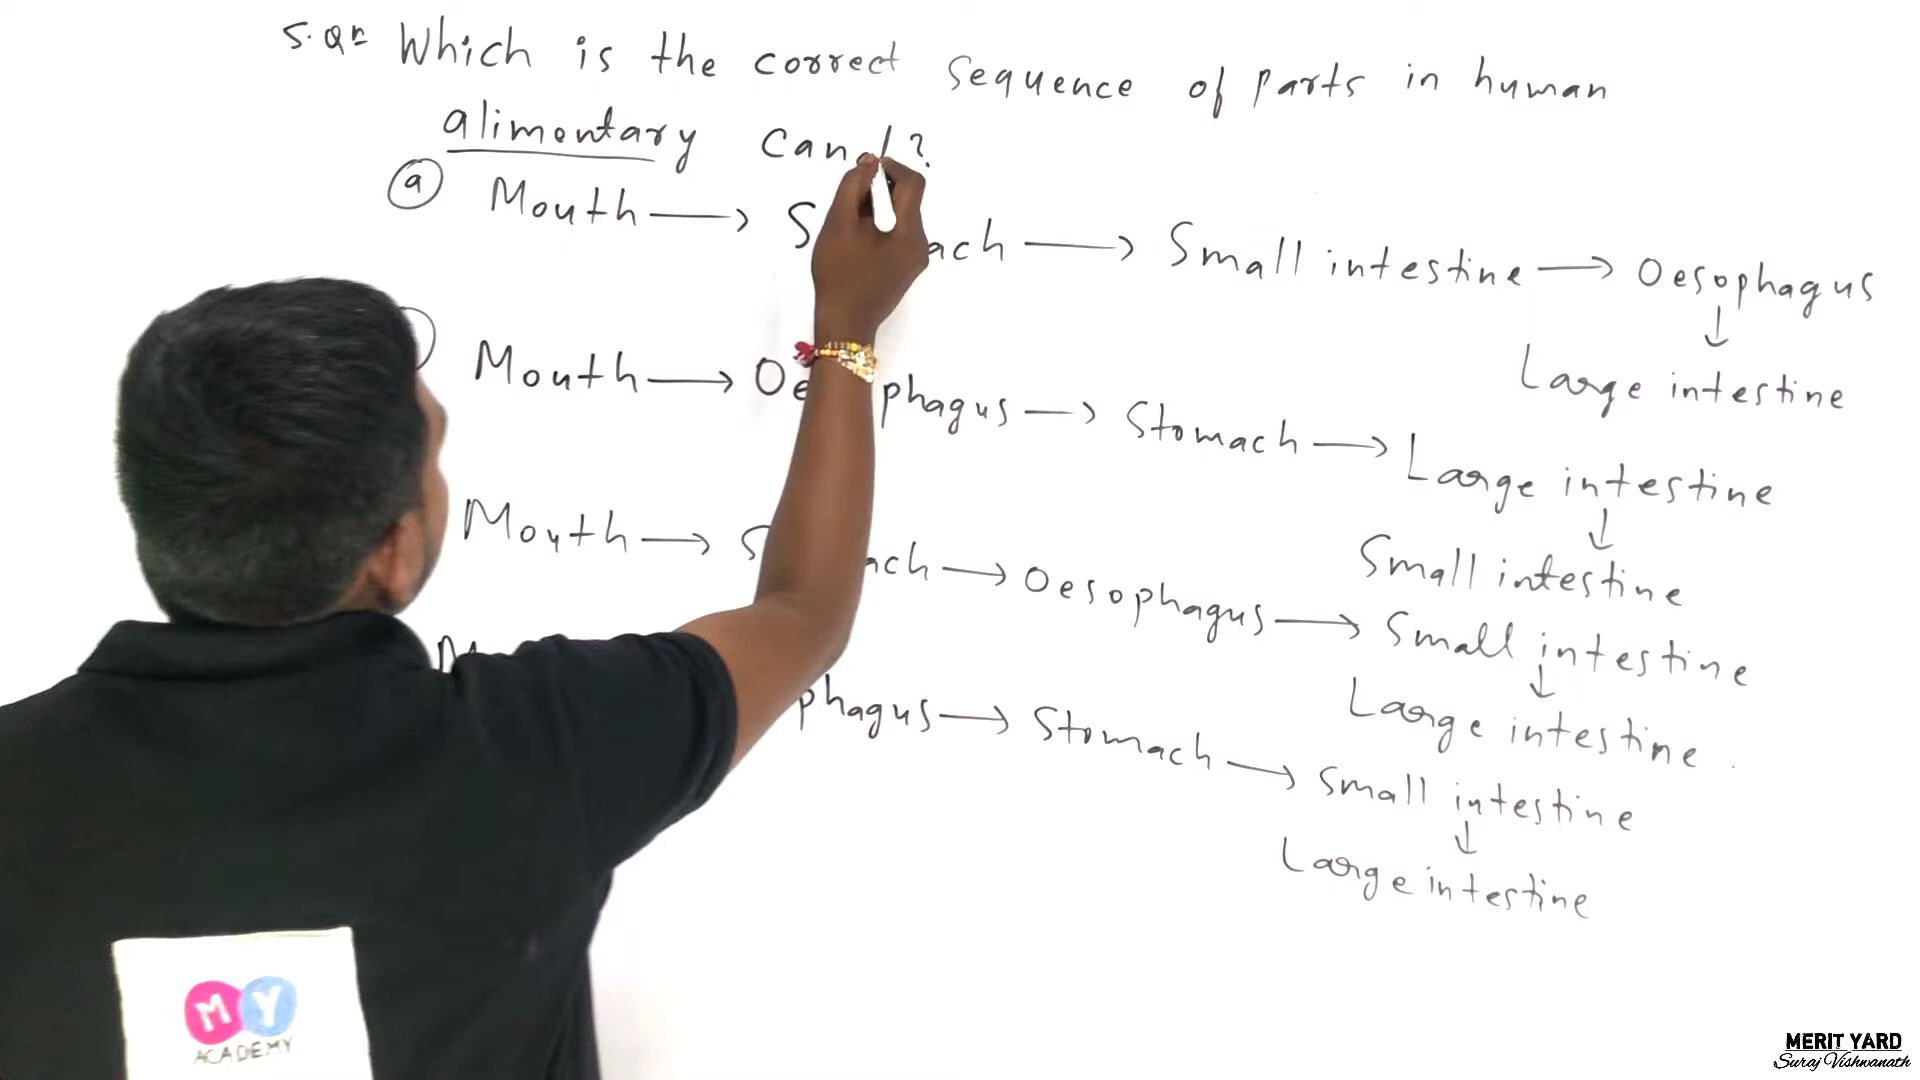 S.Qn Which is the correct sequence of parts in human
alimentary canal?
(a) Mouth → S ach → Small intestine → Oesophagus
↓
Large intestine
Mouth → Oe phagus → Stomach → Large intestine
↓
Small intestine
Mouth → S ach → Oesophagus → Small intestine
↓
Large intestine
phagus → Stomach → Small intestine
↓
Large intestine
MY
ACADEMY
MERIT YARD
Suraj Vishwanath